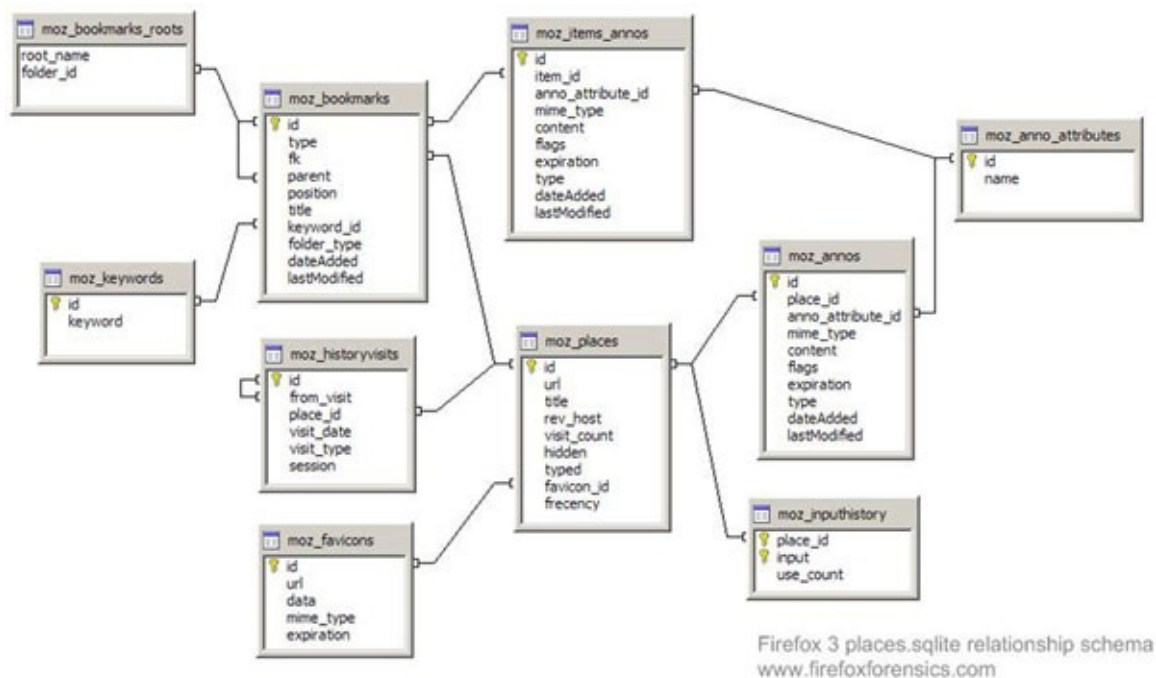 moz_bookmarks_roots
root_name
folder_id
moz_bookmarks
id
type
fk
parent
position
title
keyword_id
folder_type
dateAdded
lastModified
moz_items_annos
id
item_id
anno_attribute_id
mime_type
content
flags
expiration
type
dateAdded
lastModified
moz_anno_attributes
id
name
moz_keywords
id
keyword
moz_historyvisits
id
from_visit
place_id
visit_date
visit_type
session
moz_places
id
url
title
rev_host
visit_count
hidden
typed
favicon_id
frecency
moz_annos
id
place_id
anno_attribute_id
mime_type
content
flags
expiration
type
dateAdded
lastModified
moz_favicons
id
url
data
mime_type
expiration
moz_inputhistory
place_id
input
use_count
Firefox 3 places.sqlite relationship schema
www.firefoxforensics.com